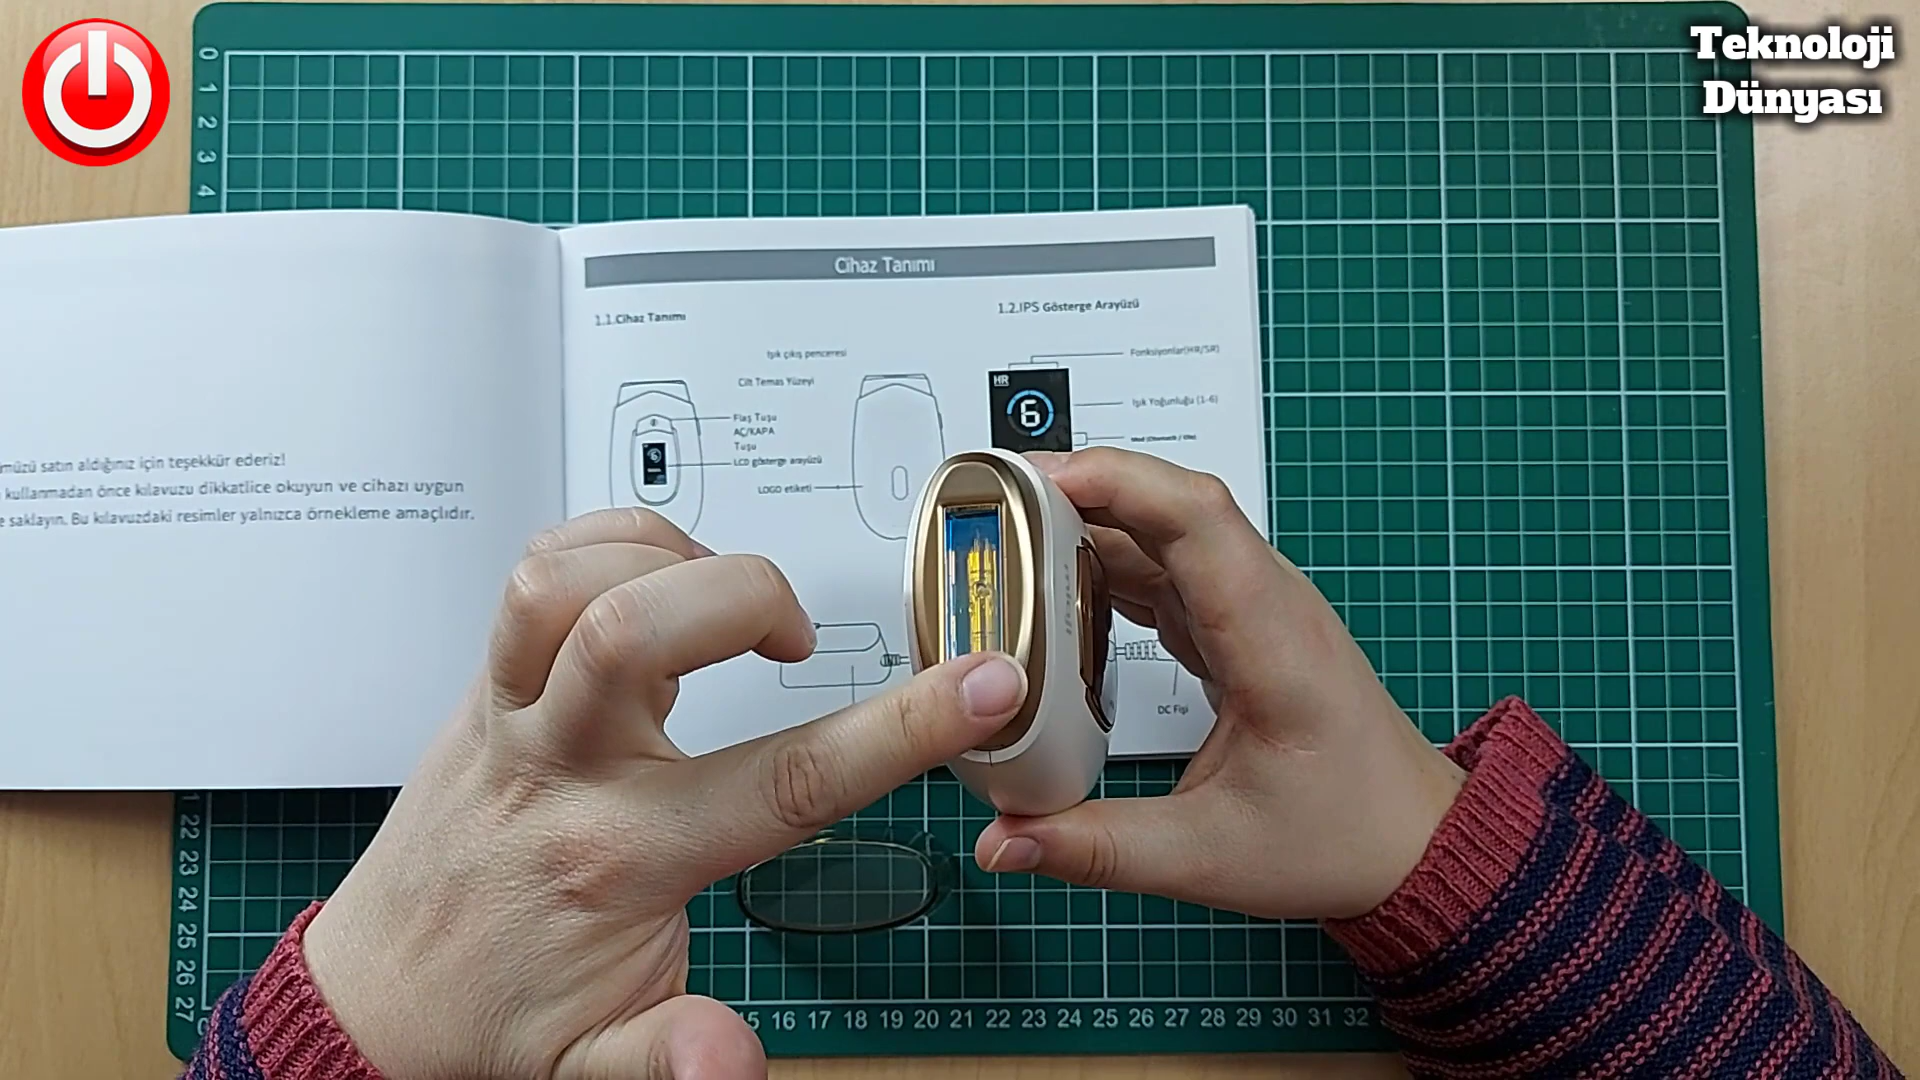 Teknoloji
Dünyası
0
1
2
3
4
Cihaz Tanımı
1.1.Cihaz Tanımı
1.2.IPS Gösterge Arayüzü
Işık çıkış penceresi
Fonksiyonlar(HR/SR)
Cilt Temas Yüzeyi
HR
6
Işık Yoğunluğu (1-6)
Flaş Tuşu
AÇ/KAPA
Tuşu
LCD gösterge arayüzü
LOGO etiketi
müzü satın aldığınız için teşekkür ederiz!
kullanmadan önce kılavuzu dikkatlice okuyun ve cihazı uygun
e saklayın. Bu kılavuzdaki resimler yalnızca örnekleme amaçlıdır.
DC Fişi
22
23
24
25
26
27
15 16 17 18 19 20 21 22 23 24 25 26 27 28 29 30 31 32